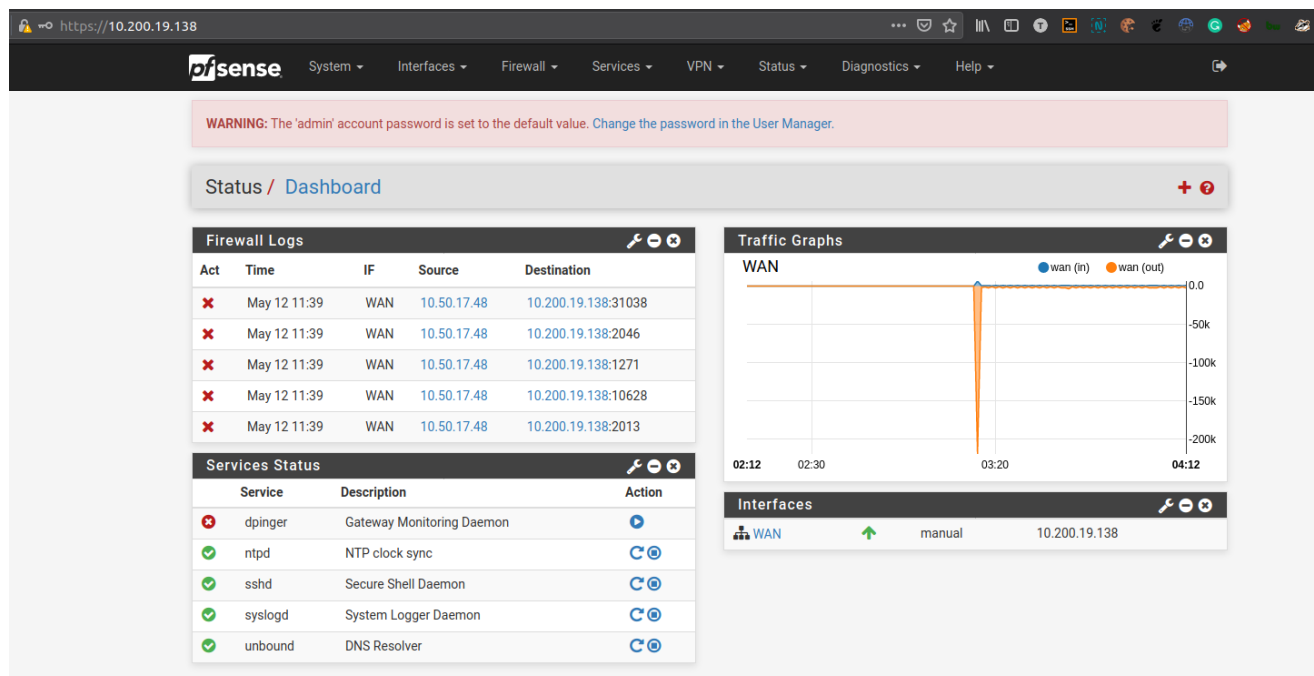 https://10.200.19.138
pfsense System Interfaces Firewall Services VPN Status Diagnostics Help
WARNING: The 'admin' account password is set to the default value. Change the password in the User Manager.
Status / Dashboard
Firewall Logs
Act Time IF Source Destination
May 12 11:39 WAN 10.50.17.48 10.200.19.138:31038
May 12 11:39 WAN 10.50.17.48 10.200.19.138:2046
May 12 11:39 WAN 10.50.17.48 10.200.19.138:1271
May 12 11:39 WAN 10.50.17.48 10.200.19.138:10628
May 12 11:39 WAN 10.50.17.48 10.200.19.138:2013
Services Status
Service Description Action
dpinger Gateway Monitoring Daemon
ntpd NTP clock sync
sshd Secure Shell Daemon
syslogd System Logger Daemon
unbound DNS Resolver
Traffic Graphs
WAN wan (in) wan (out)
0.0
-50k
-100k
-150k
-200k
02:12 02:30 03:20 04:12
Interfaces
WAN manual 10.200.19.138